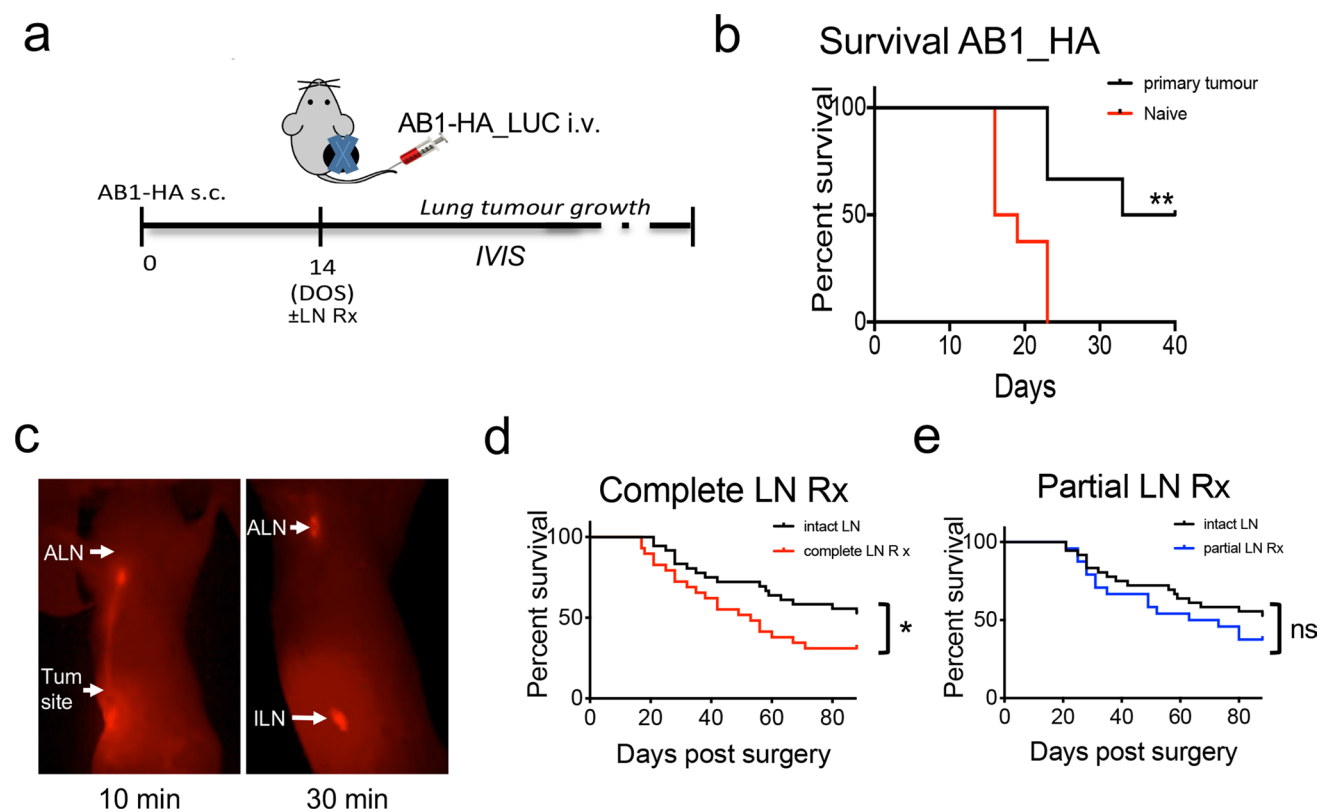 a
AB1-HA_LUC i.v.
AB1-HA s.c.
Lung tumour growth
0
14
IVIS
(DOS)
±LN Rx
b
Survival AB1_HA
primary tumour
Naive
Percent survival
100
50
0
**
0 10 20 30 40
Days
c
ALN
Tum
site
10 min
ALN
ILN
30 min
d
Complete LN Rx
intact LN
complete LN R x
Percent survival
100
50
0
*
0 20 40 60 80
Days post surgery
e
Partial LN Rx
intact LN
partial LN Rx
Percent survival
100
50
0
ns
0 20 40 60 80
Days post surgery